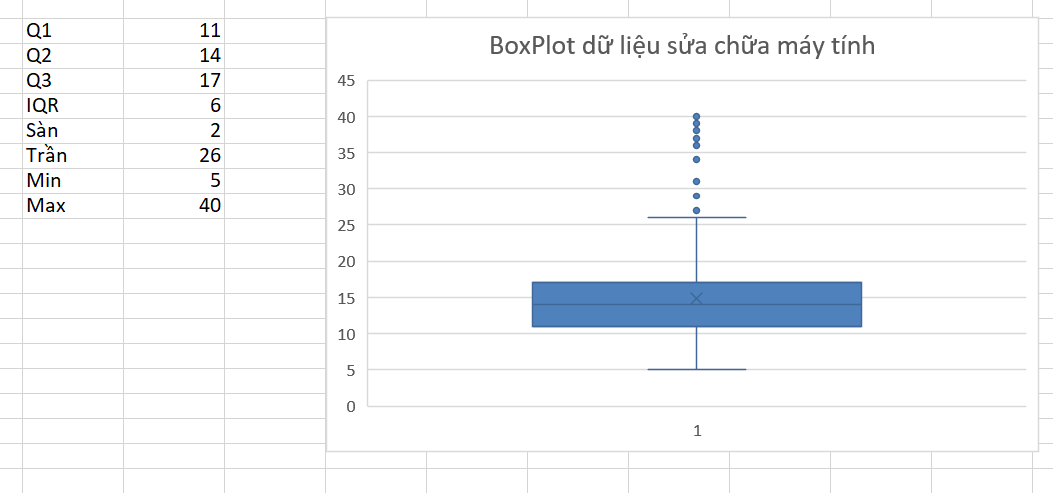 Q1 11
Q2 14
Q3 17
IQR 6
Sàn 2
Trần 26
Min 5
Max 40
BoxPlot dữ liệu sửa chữa máy tính
45
40
35
30
25
20
15
10
5
0
1